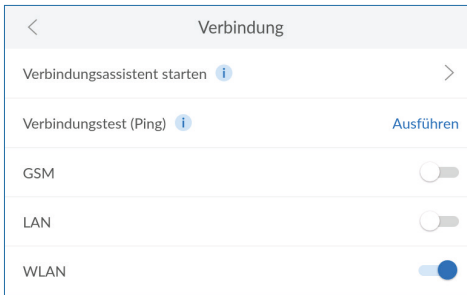 Verbindung
Verbindungsassistent starten i
Verbindungstest (Ping) i Ausführen
GSM
LAN
WLAN